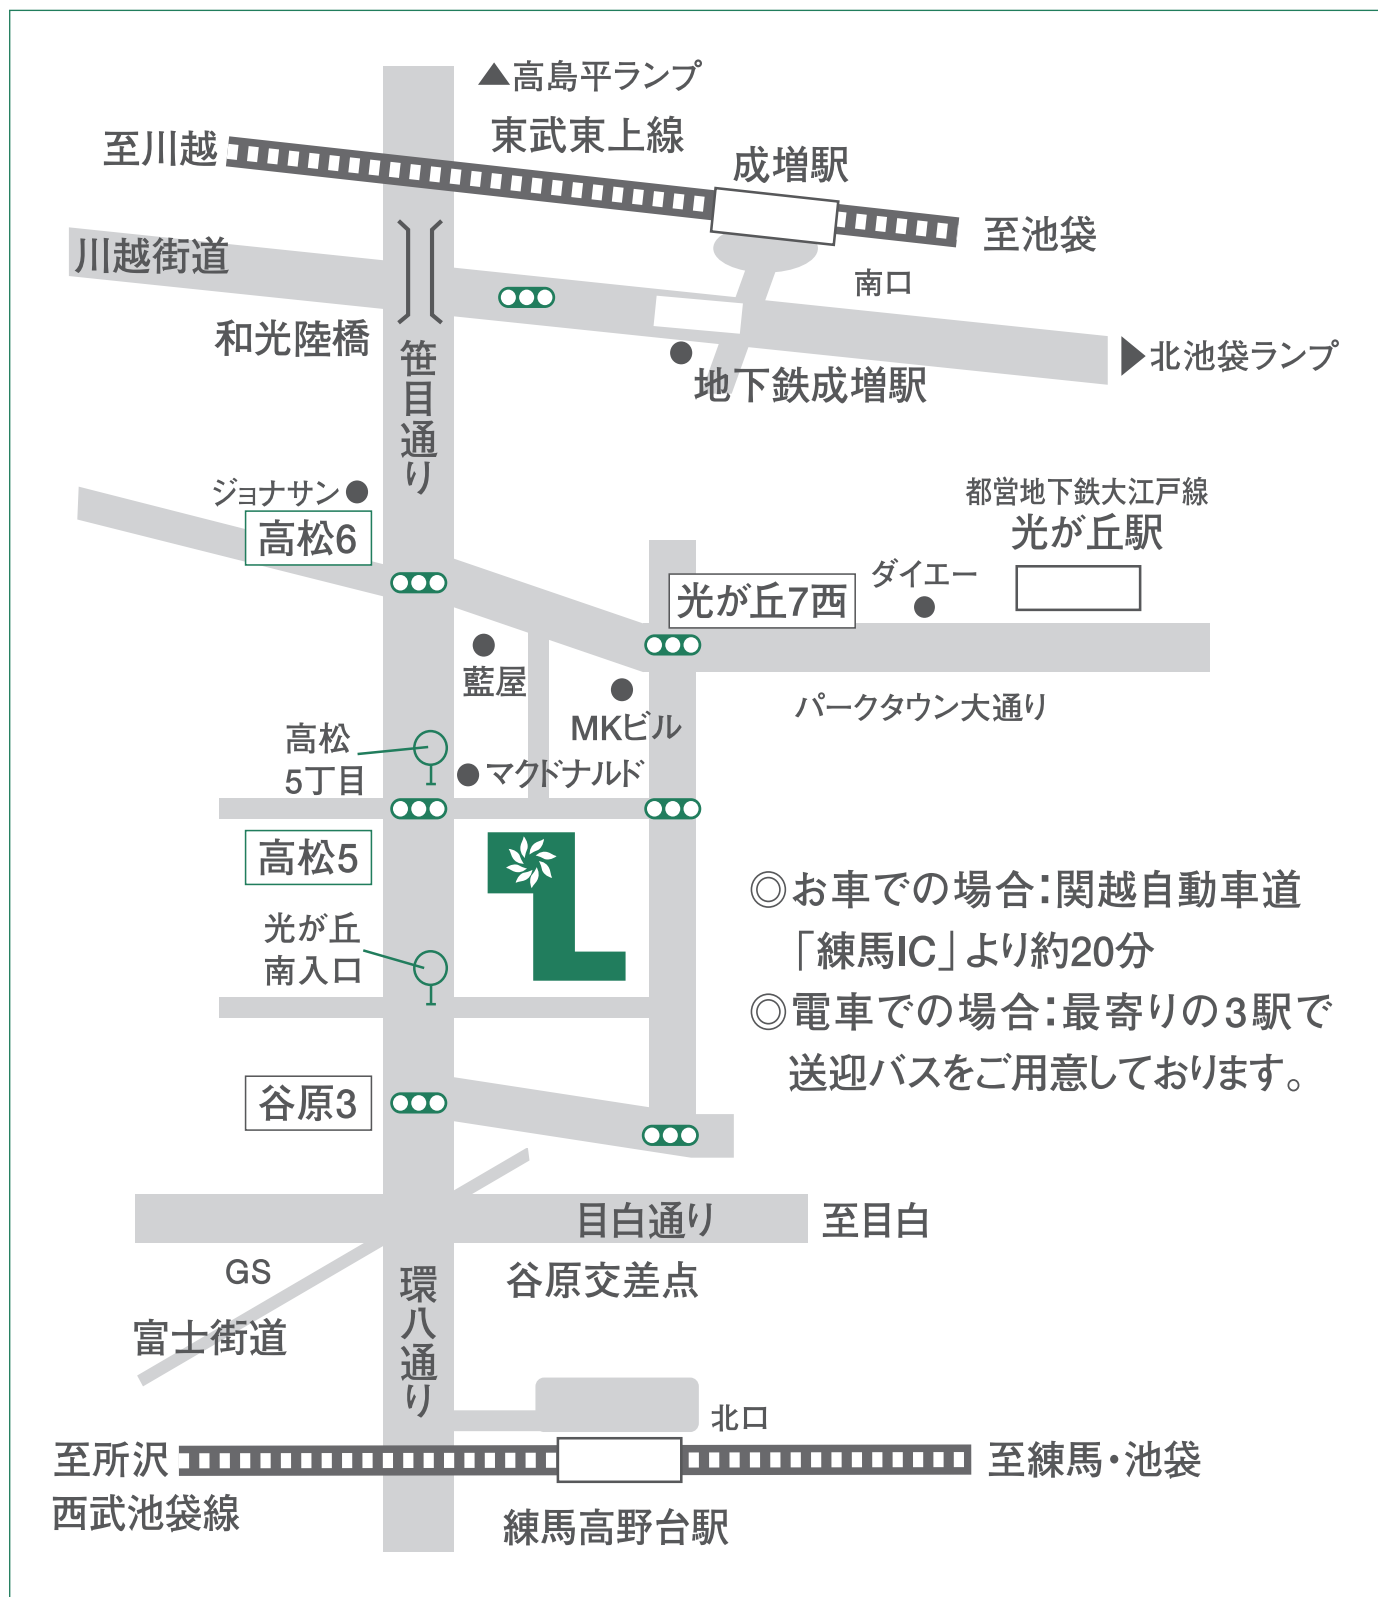 ▲高島平ランプ
東武東上線
至川越
成増駅
至池袋
川越街道
南口
和光陸橋
笹目通り
地下鉄成増駅
▶北池袋ランプ
ジョナサン
高松6
都営地下鉄大江戸線
光が丘駅
ダイエー
光が丘7西
藍屋
MKビル
パークタウン大通り
高松
5丁目
マクドナルド
高松5
光が丘
南入口
◎お車での場合：関越自動車道
「練馬IC」より約20分
◎電車での場合：最寄りの3駅で
送迎バスをご用意しております。
谷原3
目白通り
至目白
GS
谷原交差点
環八通り
富士街道
北口
至所沢
西武池袋線
至練馬・池袋
練馬高野台駅